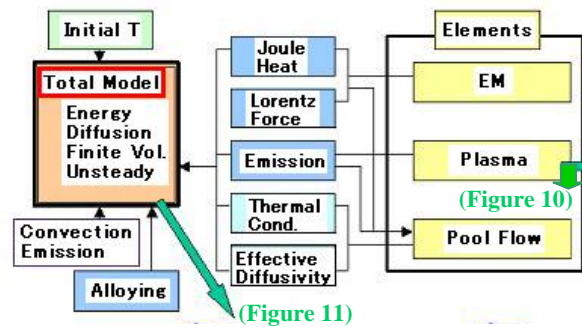 Initial T
Total Model
Energy
Diffusion
Finite Vol.
Unsteady
Convection
Emission
Alloying
(Figure 11)
Joule
Heat
Lorentz
Force
Emission
Thermal
Cond.
Effective
Diffusivity
Elements
EM
Plasma
(Figure 10)
Pool Flow